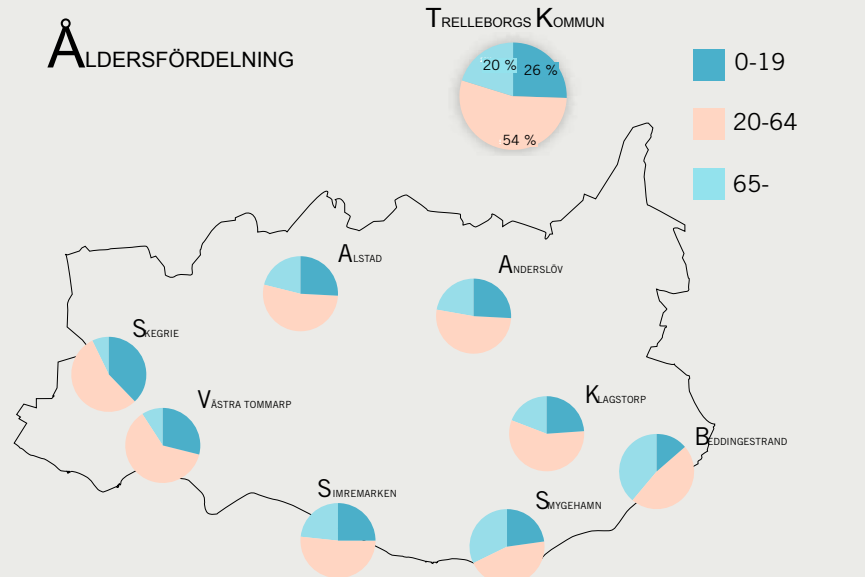 TRELLEBORGS KOMMUN
ÅLDERSFÖRDELNING
20 % 26 %
54 %
0-19
20-64
65-
ALSTAD
ANDERSLÖV
SKEGRIE
VÄSTRA TOMMARP
KLAGSTORP
BEDDINGESTRAND
SIMREMARKEN
SMYGEHAMN